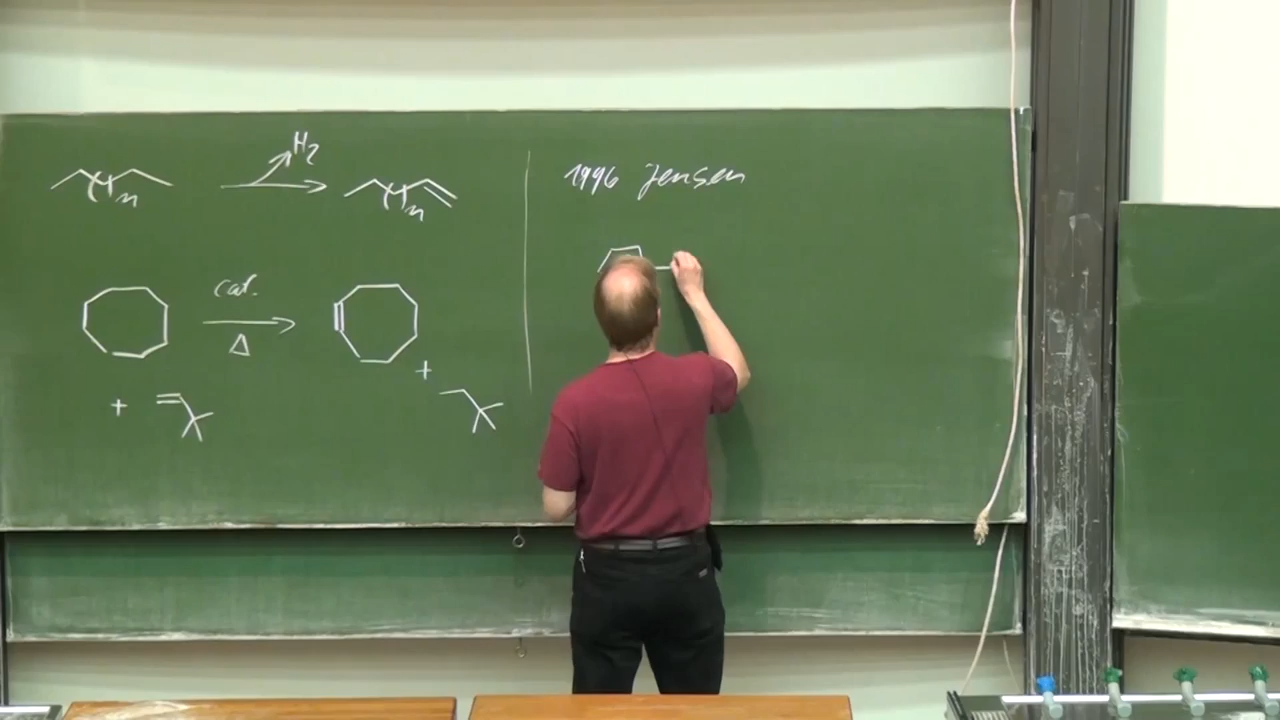 H2
n
n
cat.
Δ
+
+
1996 Jensen